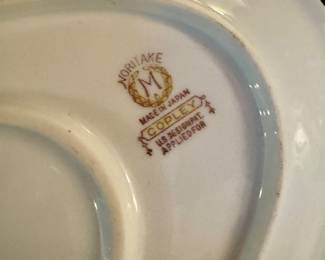 NORITAKE
M
MADE IN JAPAN
COPLEY
U.S. DESIGN PAT.
APPLIED FOR